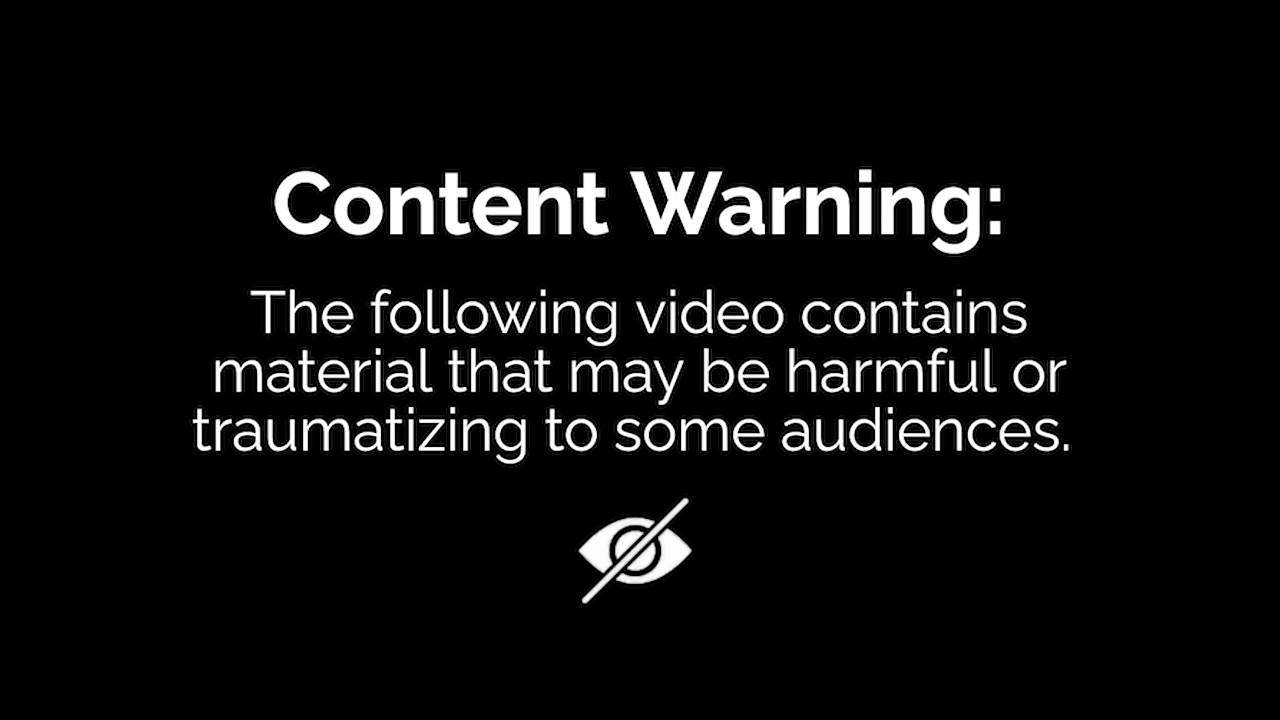 Content Warning:
The following video contains
material that may be harmful or
traumatizing to some audiences.